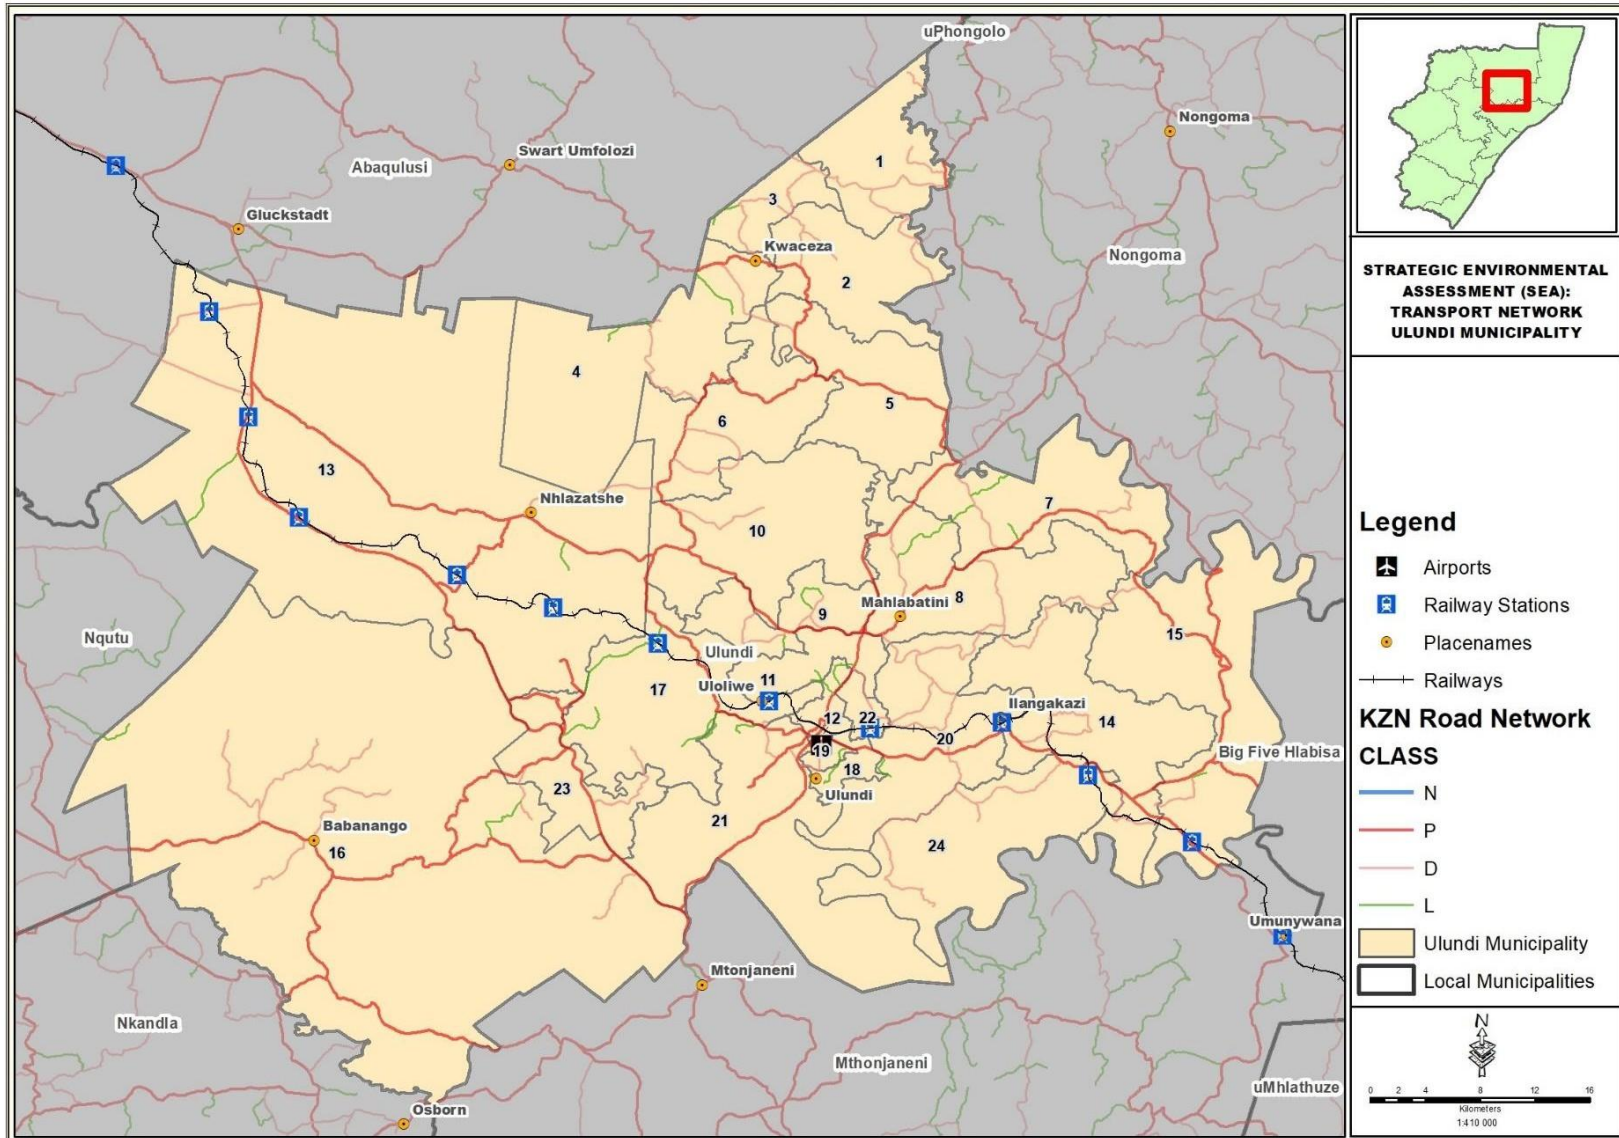 uPhongolo
Nongoma
Swart Umfolozi
Abaqulusi
1
3
Gluckstadt
Kwaceza
Nongoma
2
4
5
6
13
Nhlazatshe
7
10
Mahlabatini
8
9
Nqutu
15
Ulundi
11
17
Uloliwe
Ilangakazi
12
22
14
20
19
Big Five Hlabisa
18
Ulundi
23
21
Babanango
16
24
Umunywana
Mtonjaneni
Nkandla
Mthonjaneni
uMhlathuze
Osborn
STRATEGIC ENVIRONMENTAL
ASSESSMENT (SEA):
TRANSPORT NETWORK
ULUNDI MUNICIPALITY
Legend
Airports
Railway Stations
Placenames
Railways
KZN Road Network
CLASS
N
P
D
L
Ulundi Municipality
Local Municipalities
N
0 2 4 8 12 16
Kilometers
1:410 000